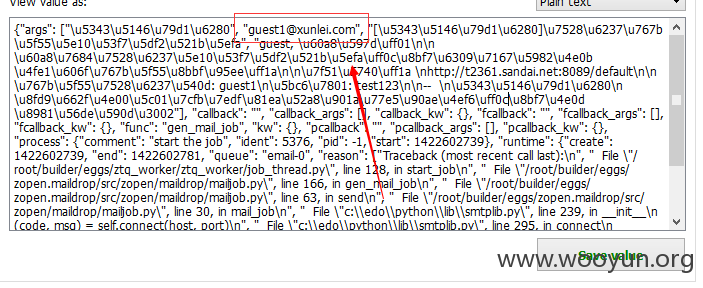 View value as:
Plain text
{"args": ["\u5343\u5146\u79d1\u6280", "guest1@xunlei.com", "[\u5343\u5146\u79d1\u6280]\u7528\u6237\u767b
\u5f55\u5e10\u53f7\u5df2\u521b\u5efa", "guest, \u60a8\u597d\uff01\n\n
\u60a8\u7684\u7528\u6237\u5e10\u53f7\u5df2\u521b\u5efa\uff0c\u8bf7\u6309\u7167\u5982\u4e0b
\u4fe1\u606f\u767b\u5f55\u8bbf\u95ee\uff1a\n\n\u7f51\u5740\uff1a \nhttp://t2361.sandai.net:8089/default\n\n
\u767b\u5f55\u7528\u6237\u540d: guest1\n\u5bc6\u7801: test123\n\n-- \n\u5343\u5146\u79d1\u6280\n
\u8fd9\u662f\u4e00\u5c01\u7cfb\u7edf\u81ea\u52a8\u901a\u77e5\u90ae\u4ef6\uff0c\u8bf7\u4e0d
\u8981\u56de\u590d\u3002"], "callback": "", "callback_args": [], "callback_kw": {}, "fcallback": "", "fcallback_args": [],
"fcallback_kw": {}, "func": "gen_mail_job", "kw": {}, "pcallback": "", "pcallback_args": [], "pcallback_kw": {},
"process": {"comment": "start the job", "ident": 5376, "pid": -1, "start": 1422602739}, "runtime": {"create":
1422602739, "end": 1422602781, "queue": "email-0", "reason": ["Traceback (most recent call last):\n", " File \"/
root/builder/eggs/ztq_worker/ztq_worker/job_thread.py\", line 128, in start_job\n", " File \"/root/builder/eggs/
zopen.maildrop/src/zopen/maildrop/mailjob.py\", line 166, in gen_mail_job\n", " File \"/root/builder/eggs/
zopen.maildrop/src/zopen/maildrop/mailjob.py\", line 63, in send\n", " File \"/root/builder/eggs/zopen.maildrop/src/
zopen/maildrop/mailjob.py\", line 30, in mail_job\n", " File \"c:\\edo\\python\\lib\\smtplib.py\", line 239, in __init__\n
(code, msg) = self.connect(host, port)\n", " File \"c:\\edo\\python\\lib\\smtplib.py\", line 295, in connect\n
Save value
www.wooyun.org